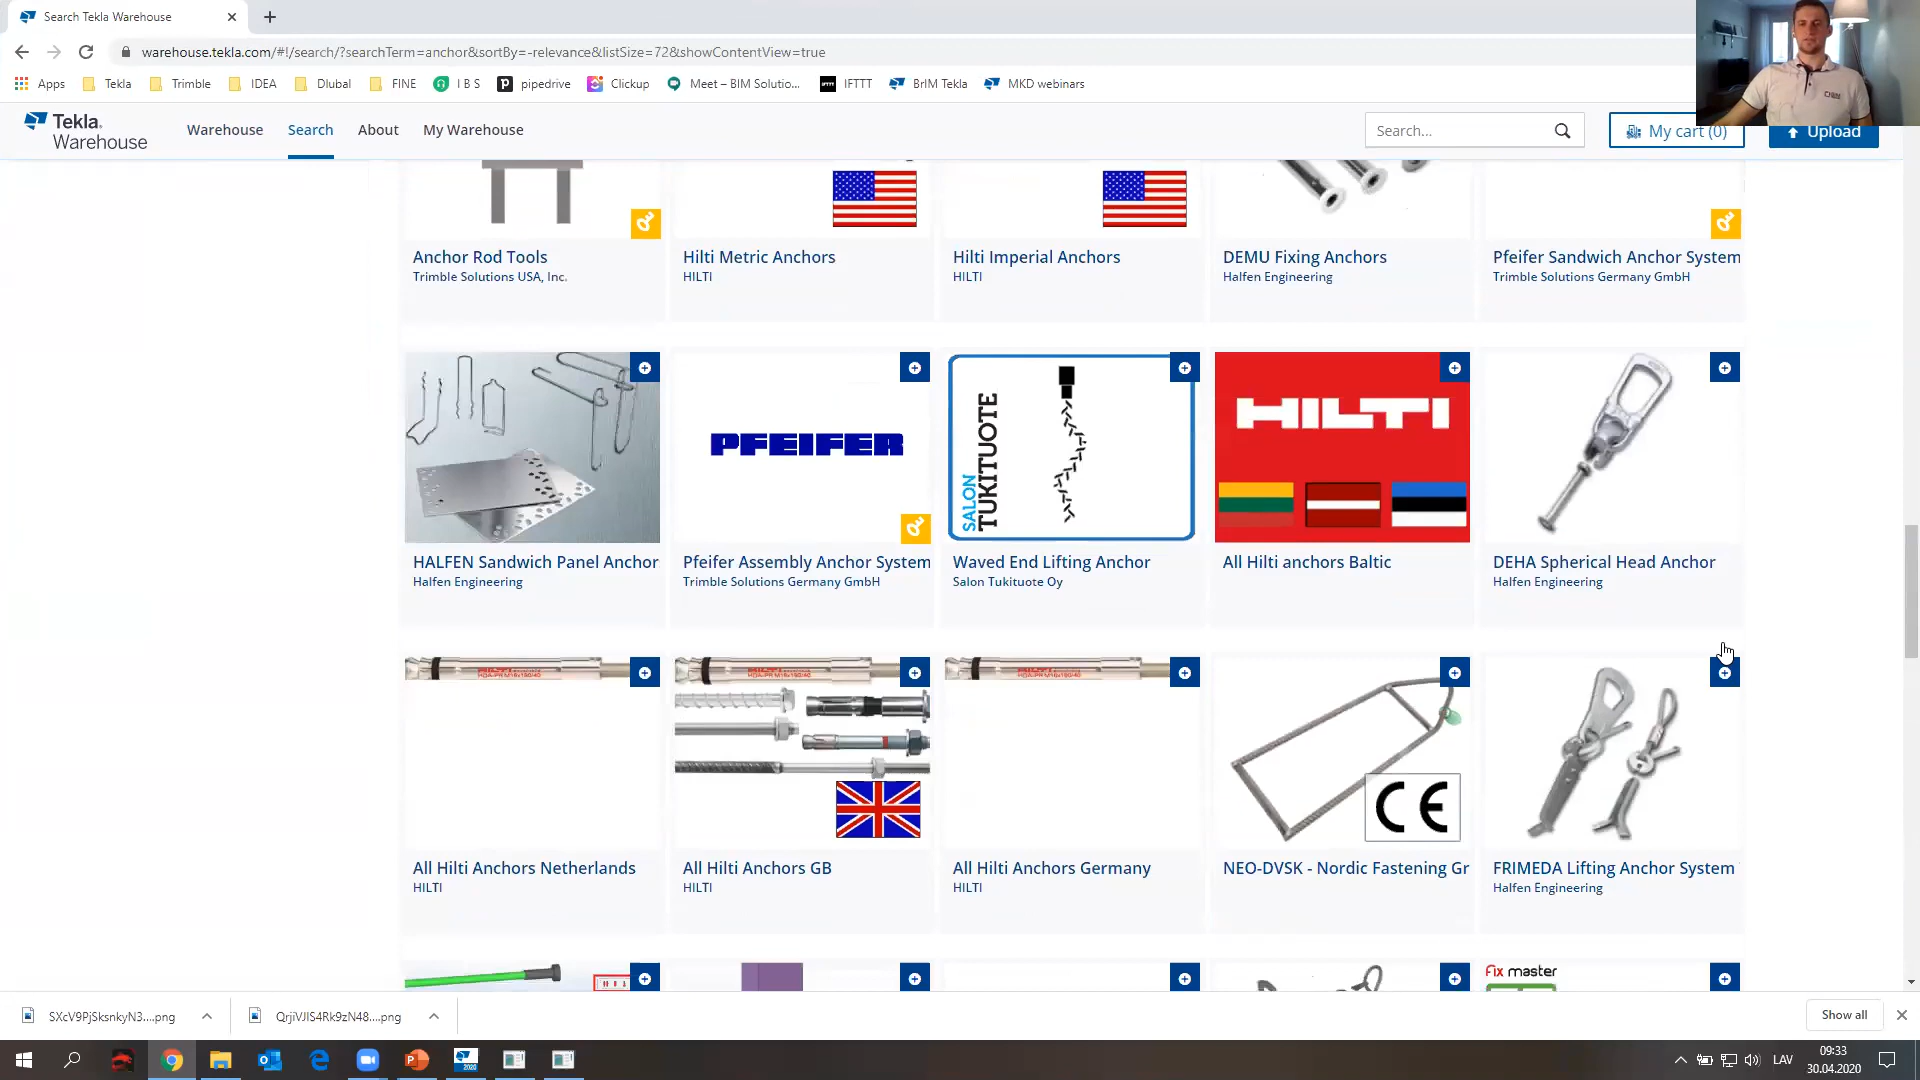 Search Tekla Warehouse
warehouse.tekla.com/#!/search/?searchTerm=anchor&sortBy=-relevance&listSize=72&showContentView=true
Apps Tekla Trimble IDEA Dlubal FINE I B S pipedrive Clickup Meet – BIM Solutio... IFTTT BrIM Tekla MKD webinars
Tekla Warehouse
Warehouse Search About My Warehouse
Search...
My cart (0)
Upload
Anchor Rod Tools
Trimble Solutions USA, Inc.
Hilti Metric Anchors
HILTI
Hilti Imperial Anchors
HILTI
DEMU Fixing Anchors
Halfen Engineering
Pfeifer Sandwich Anchor System
Trimble Solutions Germany GmbH
HALFEN Sandwich Panel Anchor
Halfen Engineering
PFEIFER
Pfeifer Assembly Anchor System
Trimble Solutions Germany GmbH
SALON
TUKITUOTE
Waved End Lifting Anchor
Salon Tukituote Oy
HILTI
All Hilti anchors Baltic
DEHA Spherical Head Anchor
Halfen Engineering
All Hilti Anchors Netherlands
HILTI
All Hilti Anchors GB
HILTI
All Hilti Anchors Germany
HILTI
CE
NEO-DVSK - Nordic Fastening Gr
FRIMEDA Lifting Anchor System
Halfen Engineering
Fix master
SXcV9PjSksnkyN3....png
QrjiVJIS4Rk9zN48....png
Show all
LAV
09:33
30.04.2020